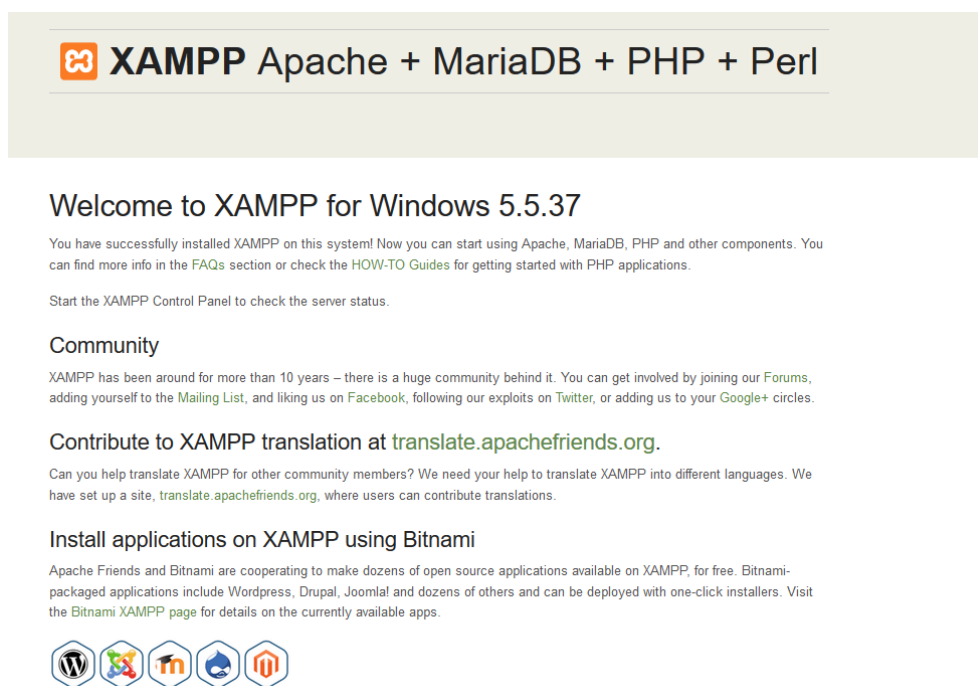 XAMPP Apache + MariaDB + PHP + Perl
Welcome to XAMPP for Windows 5.5.37
You have successfully installed XAMPP on this system! Now you can start using Apache, MariaDB, PHP and other components. You
can find more info in the FAQs section or check the HOW-TO Guides for getting started with PHP applications.
Start the XAMPP Control Panel to check the server status.
Community
XAMPP has been around for more than 10 years – there is a huge community behind it. You can get involved by joining our Forums,
adding yourself to the Mailing List, and liking us on Facebook, following our exploits on Twitter, or adding us to your Google+ circles.
Contribute to XAMPP translation at translate.apachefriends.org.
Can you help translate XAMPP for other community members? We need your help to translate XAMPP into different languages. We
have set up a site, translate.apachefriends.org, where users can contribute translations.
Install applications on XAMPP using Bitnami
Apache Friends and Bitnami are cooperating to make dozens of open source applications available on XAMPP, for free. Bitnami-
packaged applications include Wordpress, Drupal, Joomla! and dozens of others and can be deployed with one-click installers. Visit
the Bitnami XAMPP page for details on the currently available apps.